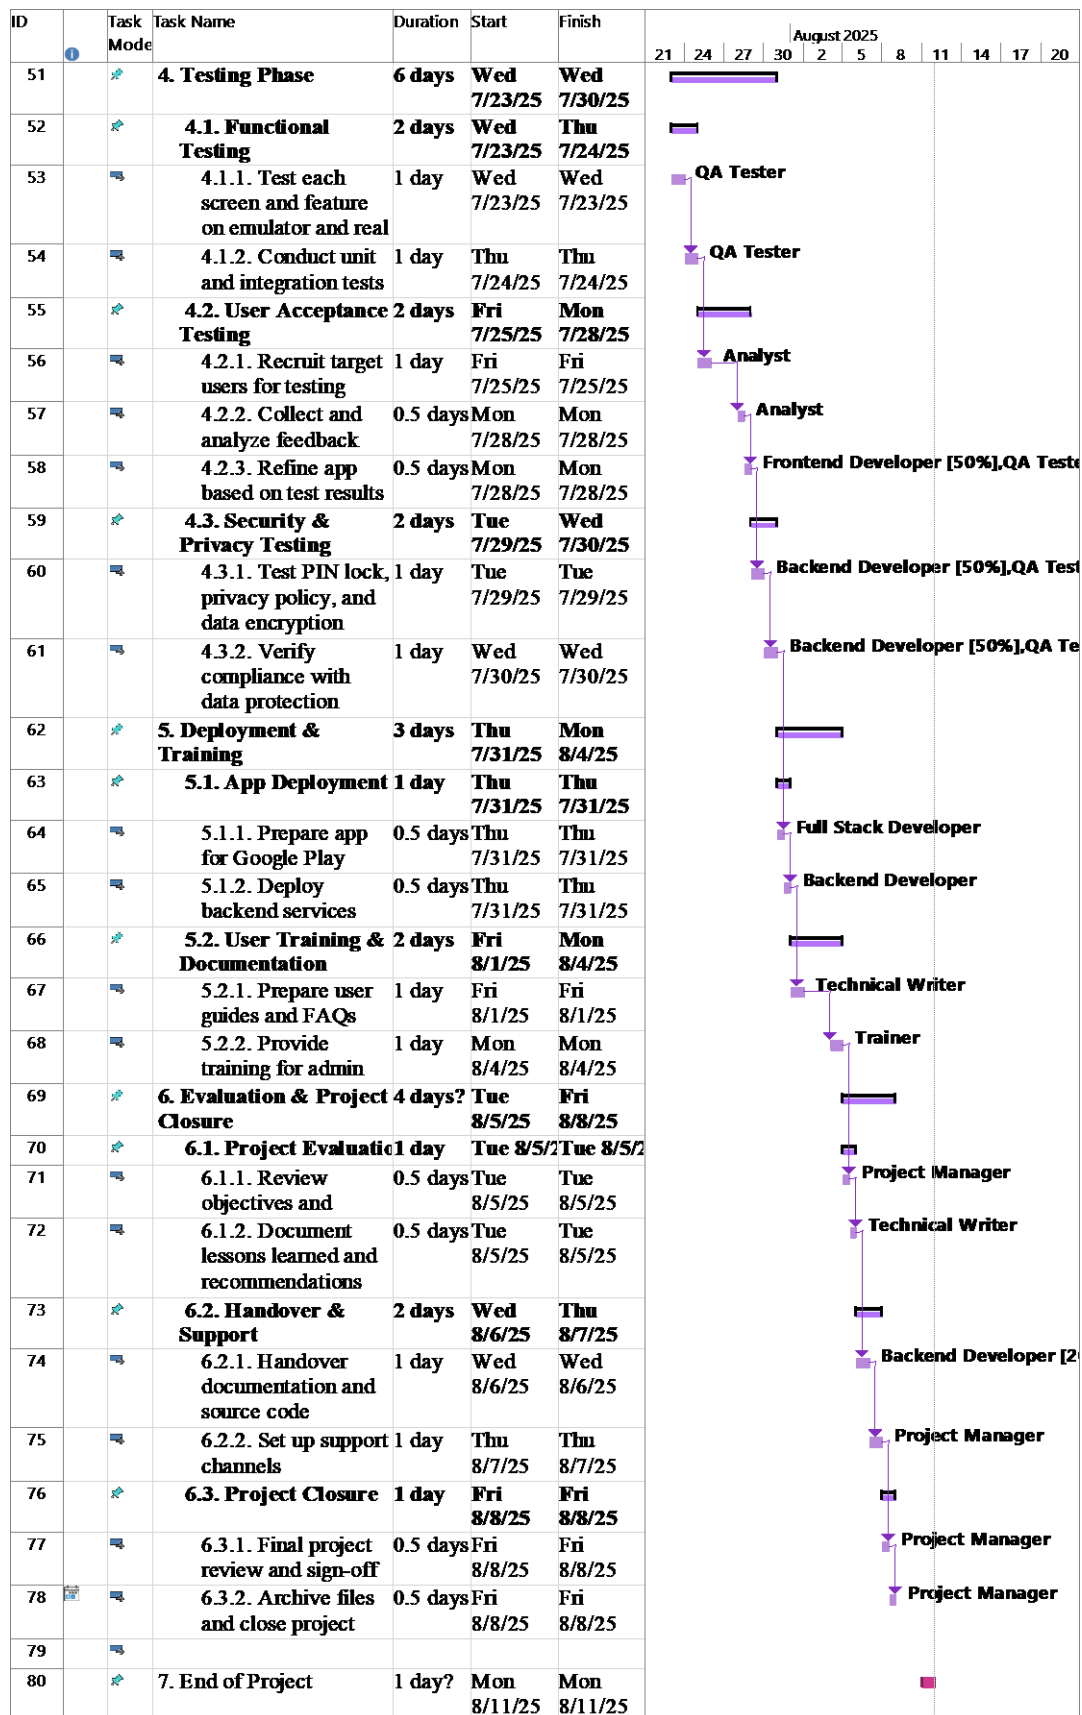 ID Task Mode Task Name Duration Start Finish
August 2025
21 24 27 30 2 5 8 11 14 17 20
51 4. Testing Phase 6 days Wed 7/23/25 Wed 7/30/25
52 4.1. Functional Testing 2 days Wed 7/23/25 Thu 7/24/25
53 4.1.1. Test each screen and feature on emulator and real 1 day Wed 7/23/25 Wed 7/23/25 QA Tester
54 4.1.2. Conduct unit and integration tests 1 day Thu 7/24/25 Thu 7/24/25 QA Tester
55 4.2. User Acceptance Testing 2 days Fri 7/25/25 Mon 7/28/25
56 4.2.1. Recruit target users for testing 1 day Fri 7/25/25 Fri 7/25/25 Analyst
57 4.2.2. Collect and analyze feedback 0.5 days Mon 7/28/25 Mon 7/28/25 Analyst
58 4.2.3. Refine app based on test results 0.5 days Mon 7/28/25 Mon 7/28/25 Frontend Developer [50%],QA Teste
59 4.3. Security & Privacy Testing 2 days Tue 7/29/25 Wed 7/30/25
60 4.3.1. Test PIN lock, privacy policy, and data encryption 1 day Tue 7/29/25 Tue 7/29/25 Backend Developer [50%],QA Test
61 4.3.2. Verify compliance with data protection 1 day Wed 7/30/25 Wed 7/30/25 Backend Developer [50%],QA Te
62 5. Deployment & Training 3 days Thu 7/31/25 Mon 8/4/25
63 5.1. App Deployment 1 day Thu 7/31/25 Thu 7/31/25
64 5.1.1. Prepare app for Google Play 0.5 days Thu 7/31/25 Thu 7/31/25 Full Stack Developer
65 5.1.2. Deploy backend services 0.5 days Thu 7/31/25 Thu 7/31/25 Backend Developer
66 5.2. User Training & Documentation 2 days Fri 8/1/25 Mon 8/4/25
67 5.2.1. Prepare user guides and FAQs 1 day Fri 8/1/25 Fri 8/1/25 Technical Writer
68 5.2.2. Provide training for admin 1 day Mon 8/4/25 Mon 8/4/25 Trainer
69 6. Evaluation & Project Closure 4 days? Tue 8/5/25 Fri 8/8/25
70 6.1. Project Evaluatio 1 day Tue 8/5/2 Tue 8/5/2
71 6.1.1. Review objectives and 0.5 days Tue 8/5/25 Tue 8/5/25 Project Manager
72 6.1.2. Document lessons learned and recommendations 0.5 days Tue 8/5/25 Tue 8/5/25 Technical Writer
73 6.2. Handover & Support 2 days Wed 8/6/25 Thu 8/7/25
74 6.2.1. Handover documentation and source code 1 day Wed 8/6/25 Wed 8/6/25 Backend Developer [2
75 6.2.2. Set up support channels 1 day Thu 8/7/25 Thu 8/7/25 Project Manager
76 6.3. Project Closure 1 day Fri 8/8/25 Fri 8/8/25
77 6.3.1. Final project review and sign-off 0.5 days Fri 8/8/25 Fri 8/8/25 Project Manager
78 6.3.2. Archive files and close project 0.5 days Fri 8/8/25 Fri 8/8/25 Project Manager
79
80 7. End of Project 1 day? Mon 8/11/25 Mon 8/11/25